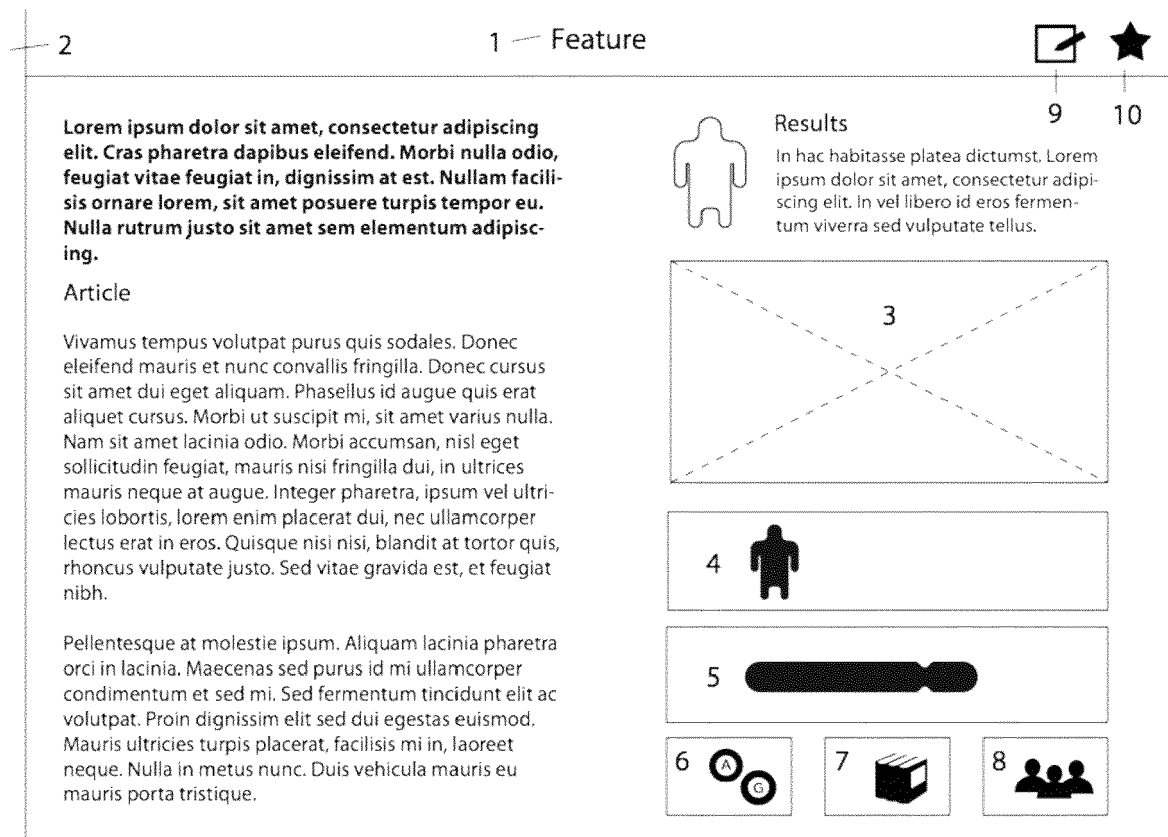 2
1 Feature
9
10
Lorem ipsum dolor sit amet, consectetur adipiscing
elit. Cras pharetra dapibus eleifend. Morbi nulla odio,
feugiat vitae feugiat in, dignissim at est. Nullam facili-
sis ornare lorem, sit amet posuere turpis tempor eu.
Nulla rutrum justo sit amet sem elementum adipisc-
ing.
Article
Vivamus tempus volutpat purus quis sodales. Donec
eleifend mauris et nunc convallis fringilla. Donec cursus
sit amet dui eget aliquam. Phasellus id augue quis erat
aliquet cursus. Morbi ut suscipit mi, sit amet varius nulla.
Nam sit amet lacinia odio. Morbi accumsan, nisl eget
sollicitudin feugiat, mauris nisi fringilla dui, in ultrices
mauris neque at augue. Integer pharetra, ipsum vel ultri-
cies lobortis, lorem enim placerat dui, nec ullamcorper
lectus erat in eros. Quisque nisi nisi, blandit at tortor quis,
rhoncus vulputate justo. Sed vitae gravida est, et feugiat
nibh.
Pellentesque at molestie ipsum. Aliquam lacinia pharetra
orci in lacinia. Maecenas sed purus id mi ullamcorper
condimentum et sed mi. Sed fermentum tincidunt elit ac
volutpat. Proin dignissim elit sed dui egestas euismod.
Mauris ultricies turpis placerat, facilisis mi in, laoreet
neque. Nulla in metus nunc. Duis vehicula mauris eu
mauris porta tristique.
Results
In hac habitasse platea dictumst. Lorem
ipsum dolor sit amet, consectetur adipi-
scing elit. In vel libero id eros fermen-
tum viverra sed vulputate tellus.
3
4
5
6 A G
7
8